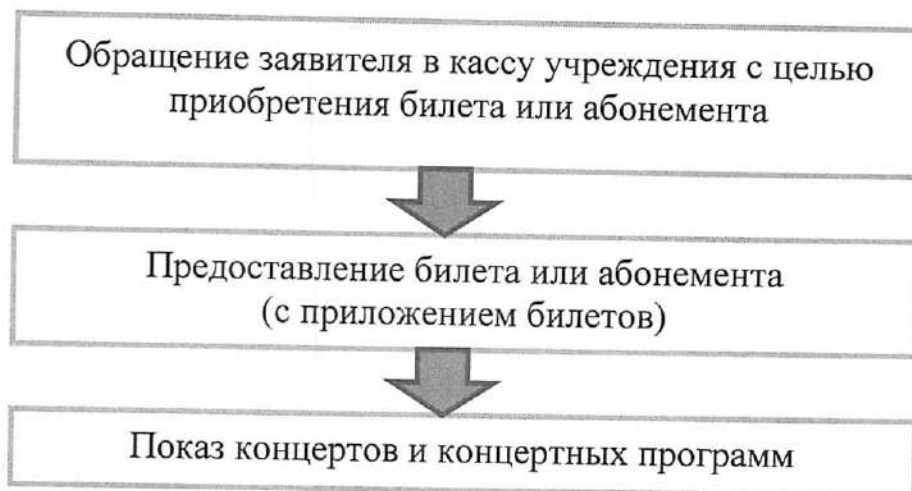 Обращение заявителя в кассу учреждения с целью
приобретения билета или абонемента
Предоставление билета или абонемента
(с приложением билетов)
Показ концертов и концертных программ